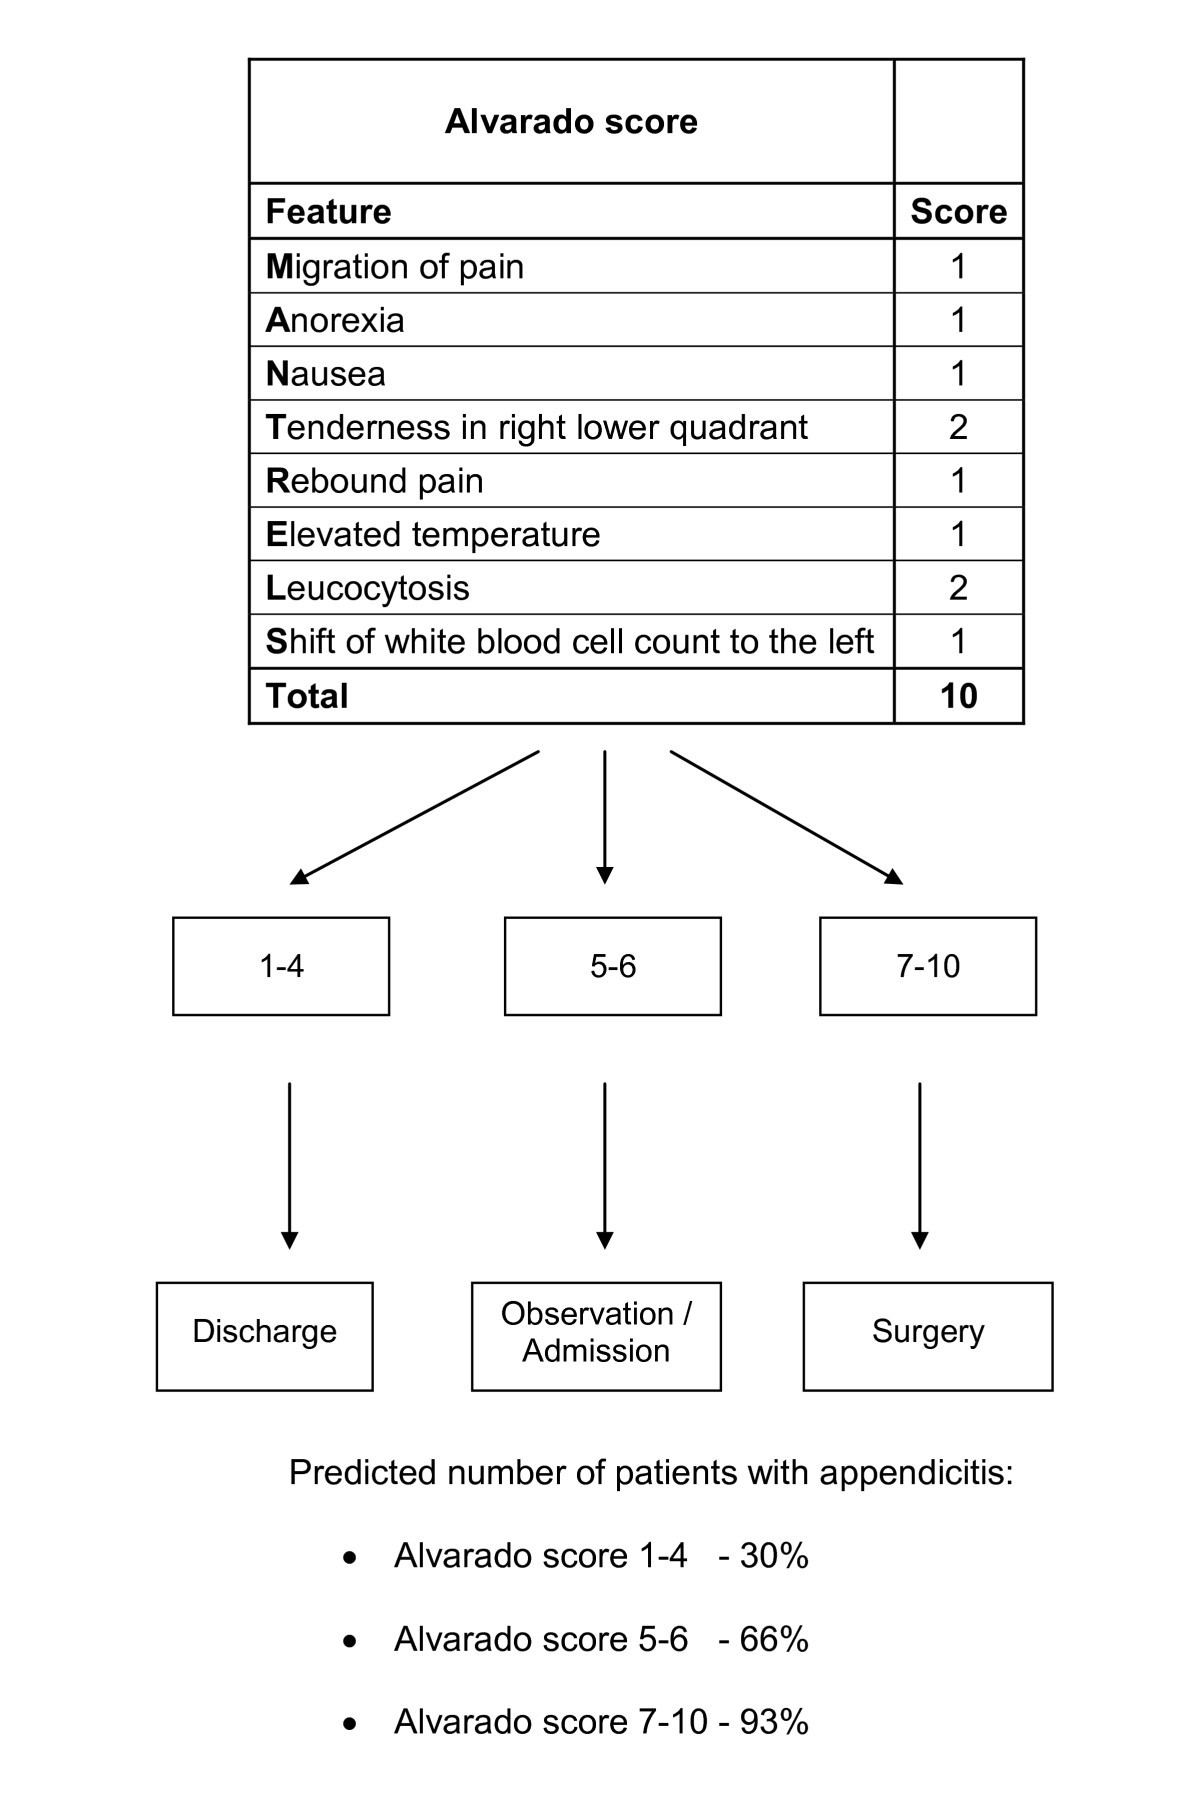 Alvarado score
Feature Score
Migration of pain 1
Anorexia 1
Nausea 1
Tenderness in right lower quadrant 2
Rebound pain 1
Elevated temperature 1
Leucocytosis 2
Shift of white blood cell count to the left 1
Total 10
1-4 5-6 7-10
Discharge
Observation /
Admission
Surgery
Predicted number of patients with appendicitis:
• Alvarado score 1-4 - 30%
• Alvarado score 5-6 - 66%
• Alvarado score 7-10 - 93%